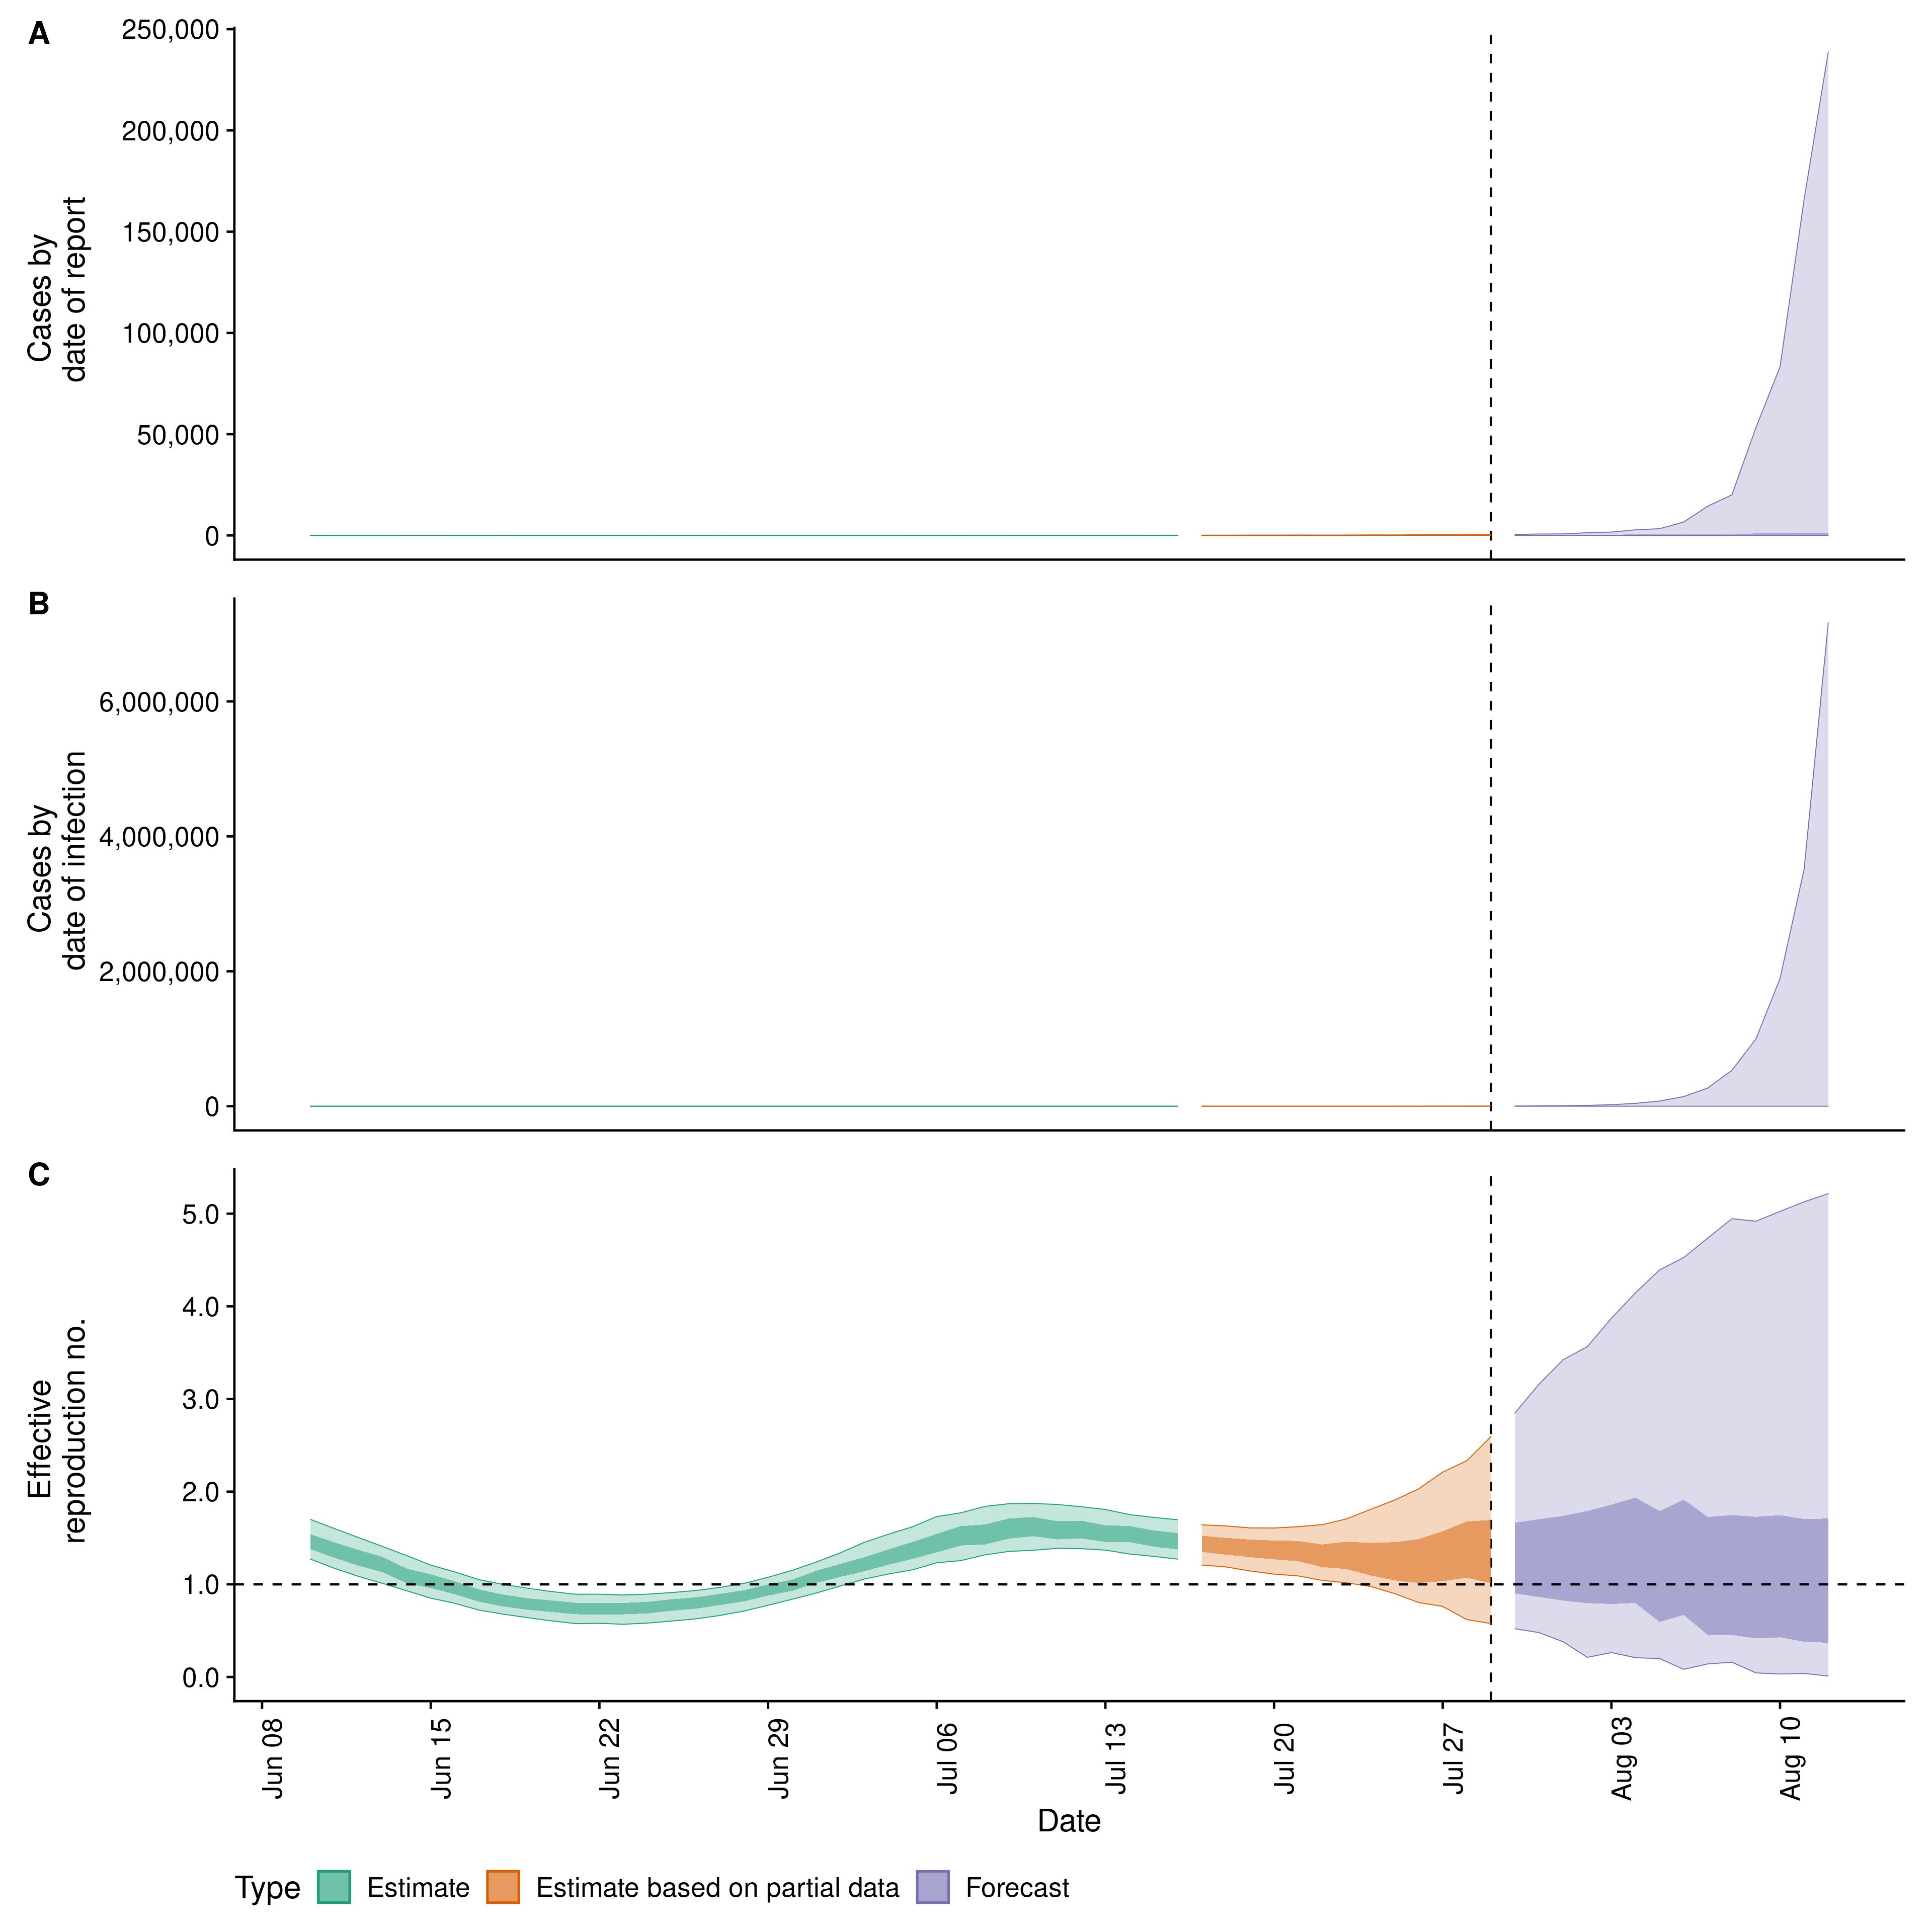 A
250,000
200,000
150,000
100,000
50,000
0
Cases by
date of report
B
6,000,000
4,000,000
2,000,000
0
Cases by
date of infection
C
5.0
4.0
3.0
2.0
1.0
0.0
Effective
reproduction no.
Jun 08
Jun 15
Jun 22
Jun 29
Jul 06
Jul 13
Jul 20
Jul 27
Aug 03
Aug 10
Date
Type Estimate Estimate based on partial data Forecast